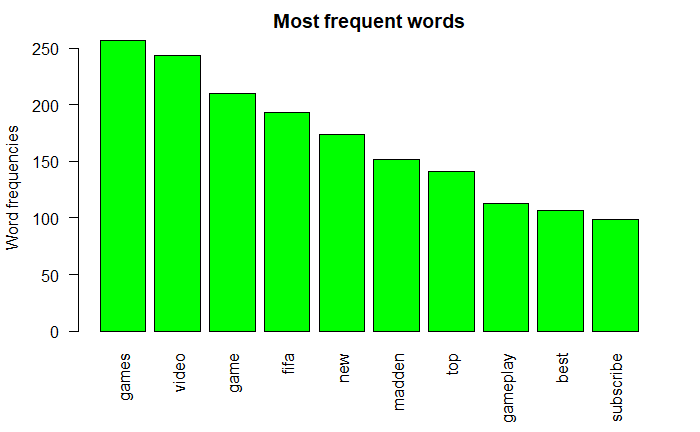 Most frequent words
Word frequencies
250
200
150
100
50
0
games
video
game
fifa
new
madden
top
gameplay
best
subscribe